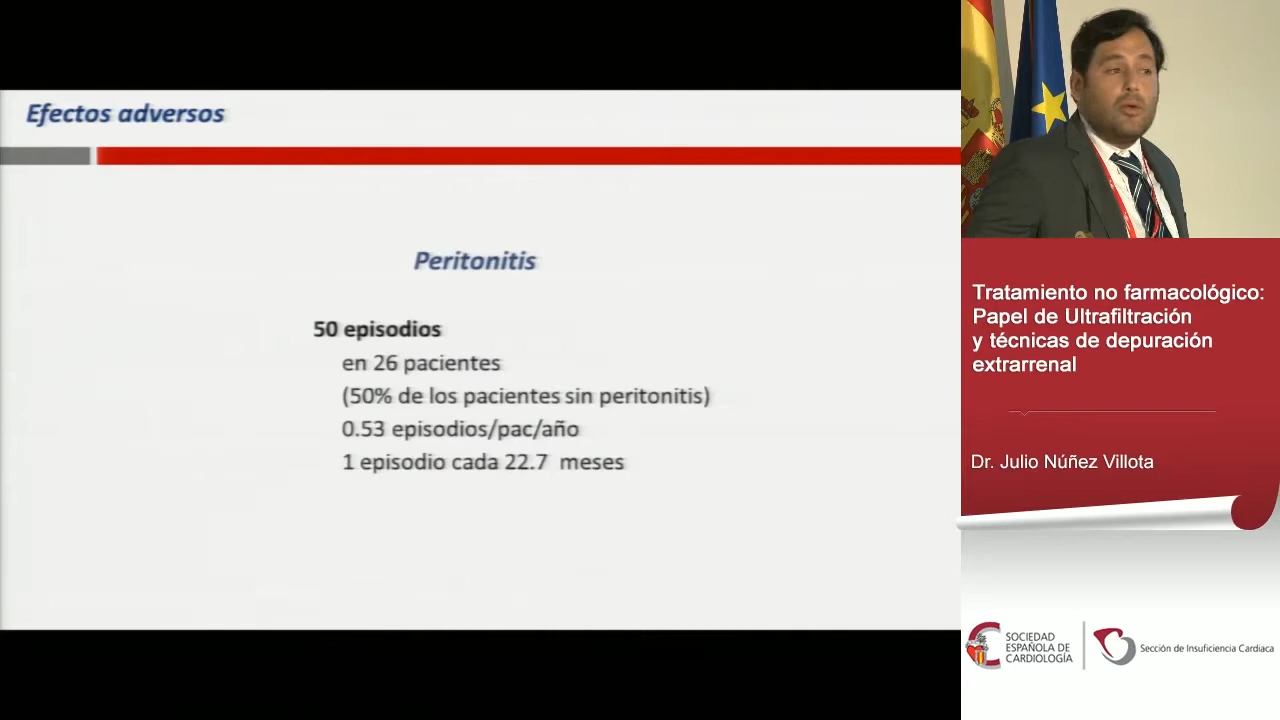 Efectos adversos
Peritonitis
50 episodios
en 26 pacientes
(50% de los pacientes sin peritonitis)
0.53 episodios/pac/año
1 episodio cada 22.7 meses
Tratamiento no farmacológico:
Papel de Ultrafiltración
y técnicas de depuración
extrarrenal
Dr. Julio Núñez Villota
SOCIEDAD
ESPAÑOLA DE
CARDIOLOGÍA
Sección de Insuficiencia Cardiaca